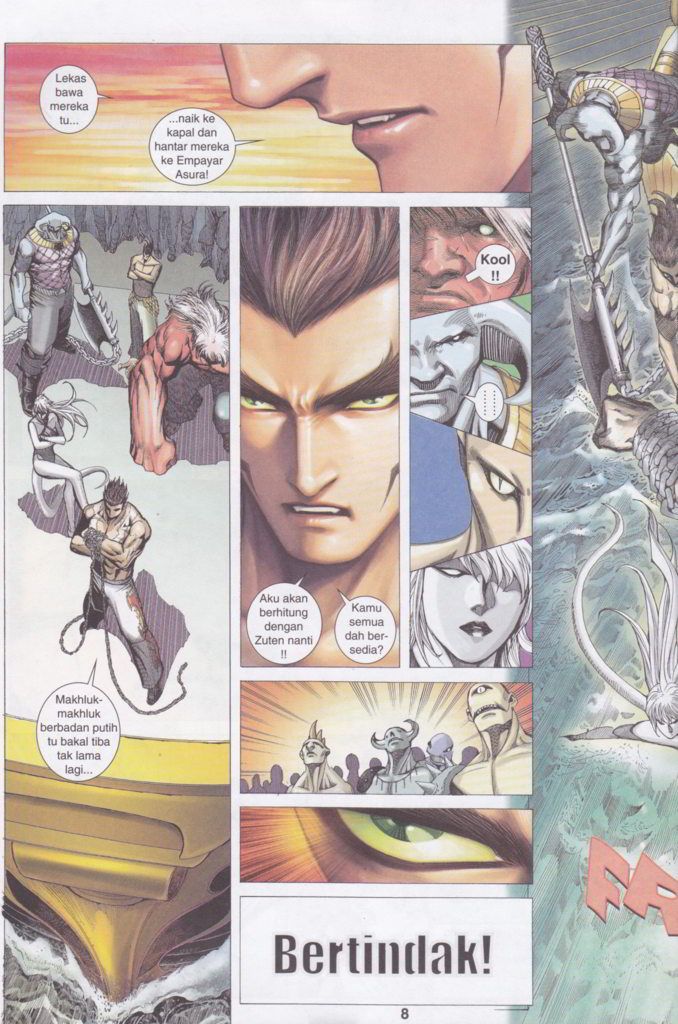 Lekas
bawa
mereka
tu...
...naik ke
kapal dan
hantar mereka
ke Empayar
Asura!
Makhluk-
makhluk
berbadan putih
tu bakal tiba
tak lama
lagi...
Aku akan
berhitung
dengan
Zuten nanti
!!
Kamu
semua
dah ber-
sedia?
Kool
!!
......
Bertindak!
FR
8